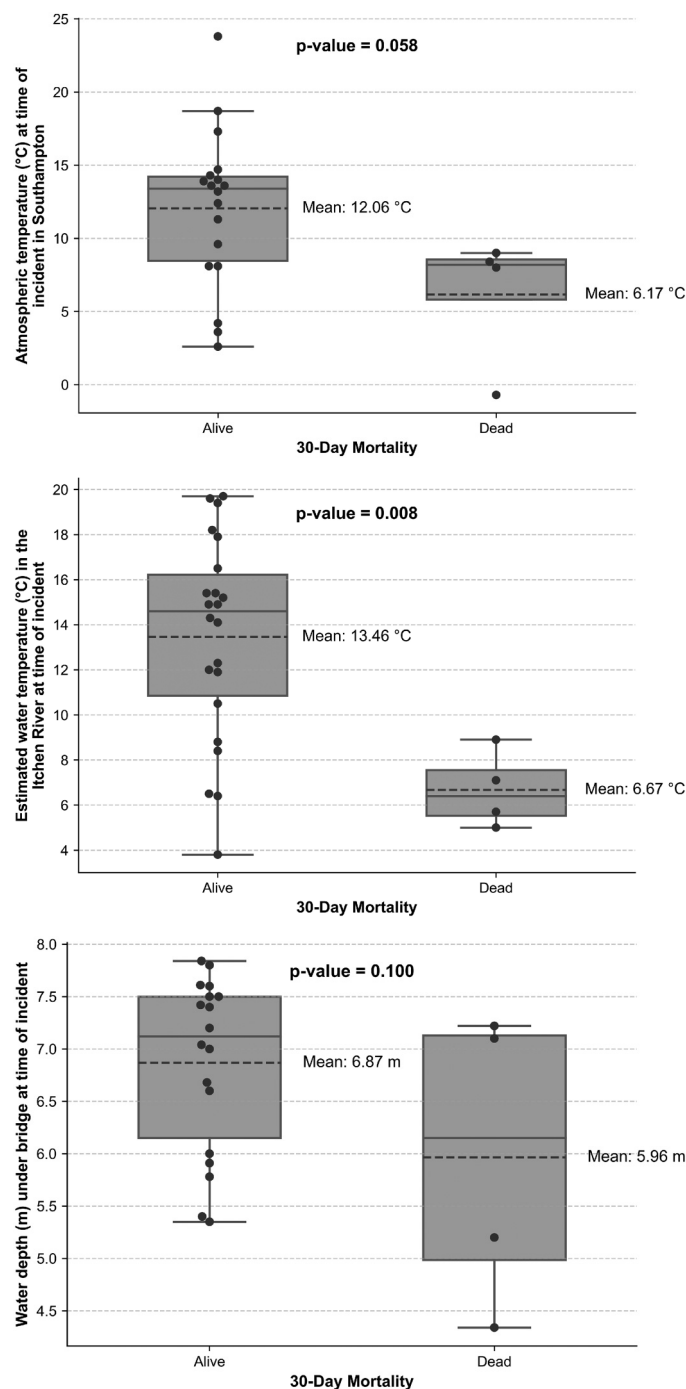 Atmospheric temperature (°C) at time of
incident in Southampton
25
20
15
10
5
0
p-value = 0.058
Mean: 12.06 °C
Mean: 6.17 °C
Alive
Dead
30-Day Mortality
Estimated water temperature (°C) in the
Itchen River at time of incident
20
18
16
14
12
10
8
6
4
p-value = 0.008
Mean: 13.46 °C
Mean: 6.67 °C
Alive
Dead
30-Day Mortality
Water depth (m) under bridge at time of incident
8.0
7.5
7.0
6.5
6.0
5.5
5.0
4.5
p-value = 0.100
Mean: 6.87 m
Mean: 5.96 m
Alive
Dead
30-Day Mortality